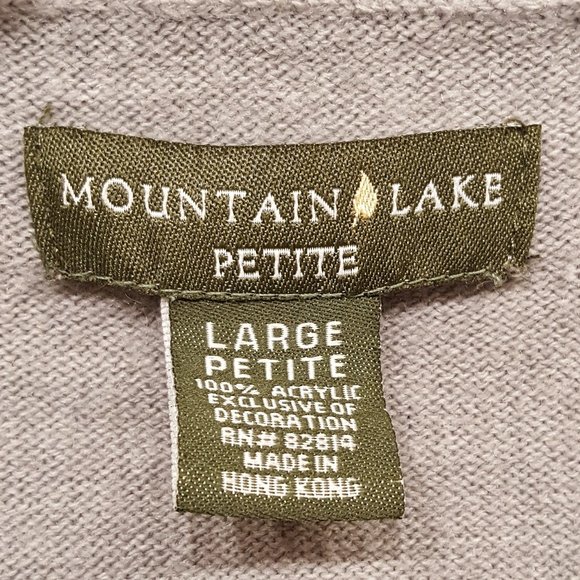 MOUNTAIN LAKE
PETITE
LARGE
PETITE
100% ACRYLIC
EXCLUSIVE OF
DECORATION
RN# 82814
MADE IN
HONG KONG